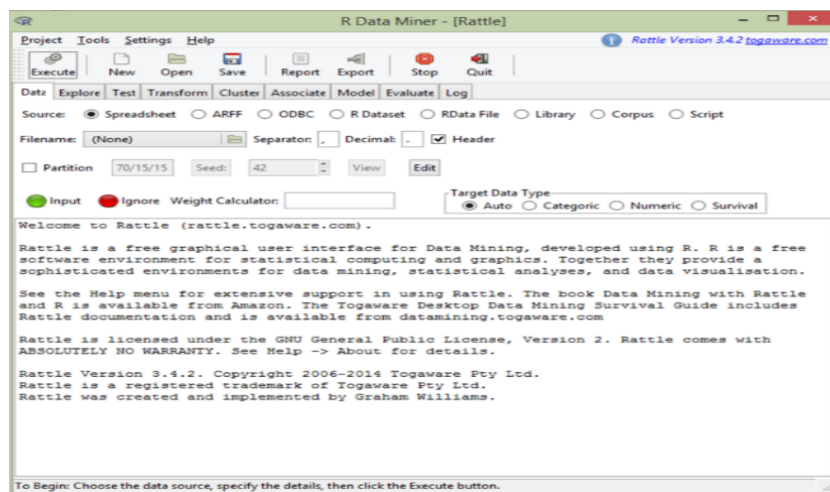 R Data Miner - [Rattle]
Project Tools Settings Help
Rattle Version 3.4.2 togaware.com
Execute New Open Save Report Export Stop Quit
Data Explore Test Transform Cluster Associate Model Evaluate Log
Source: Spreadsheet ARFF ODBC R Dataset RData File Library Corpus Script
Filename: (None) Separator: , Decimal: . Header
Partition 70/15/15 Seed: 42 View Edit
Target Data Type
Input Ignore Weight Calculator: Auto Categoric Numeric Survival
Welcome to Rattle (rattle.togaware.com).
Rattle is a free graphical user interface for Data Mining, developed using R. R is a free
software environment for statistical computing and graphics. Together they provide a
sophisticated environments for data mining, statistical analyses, and data visualisation.
See the Help menu for extensive support in using Rattle. The book Data Mining with Rattle
and R is available from Amazon. The Togaware Desktop Data Mining Survival Guide includes
Rattle documentation and is available from datamining.togaware.com
Rattle is licensed under the GNU General Public License, Version 2. Rattle comes with
ABSOLUTELY NO WARRANTY. See Help -> About for details.
Rattle Version 3.4.2. Copyright 2006-2014 Togaware Pty Ltd.
Rattle is a registered trademark of Togaware Pty Ltd.
Rattle was created and implemented by Graham Williams.
To Begin: Choose the data source, specify the details, then click the Execute button.